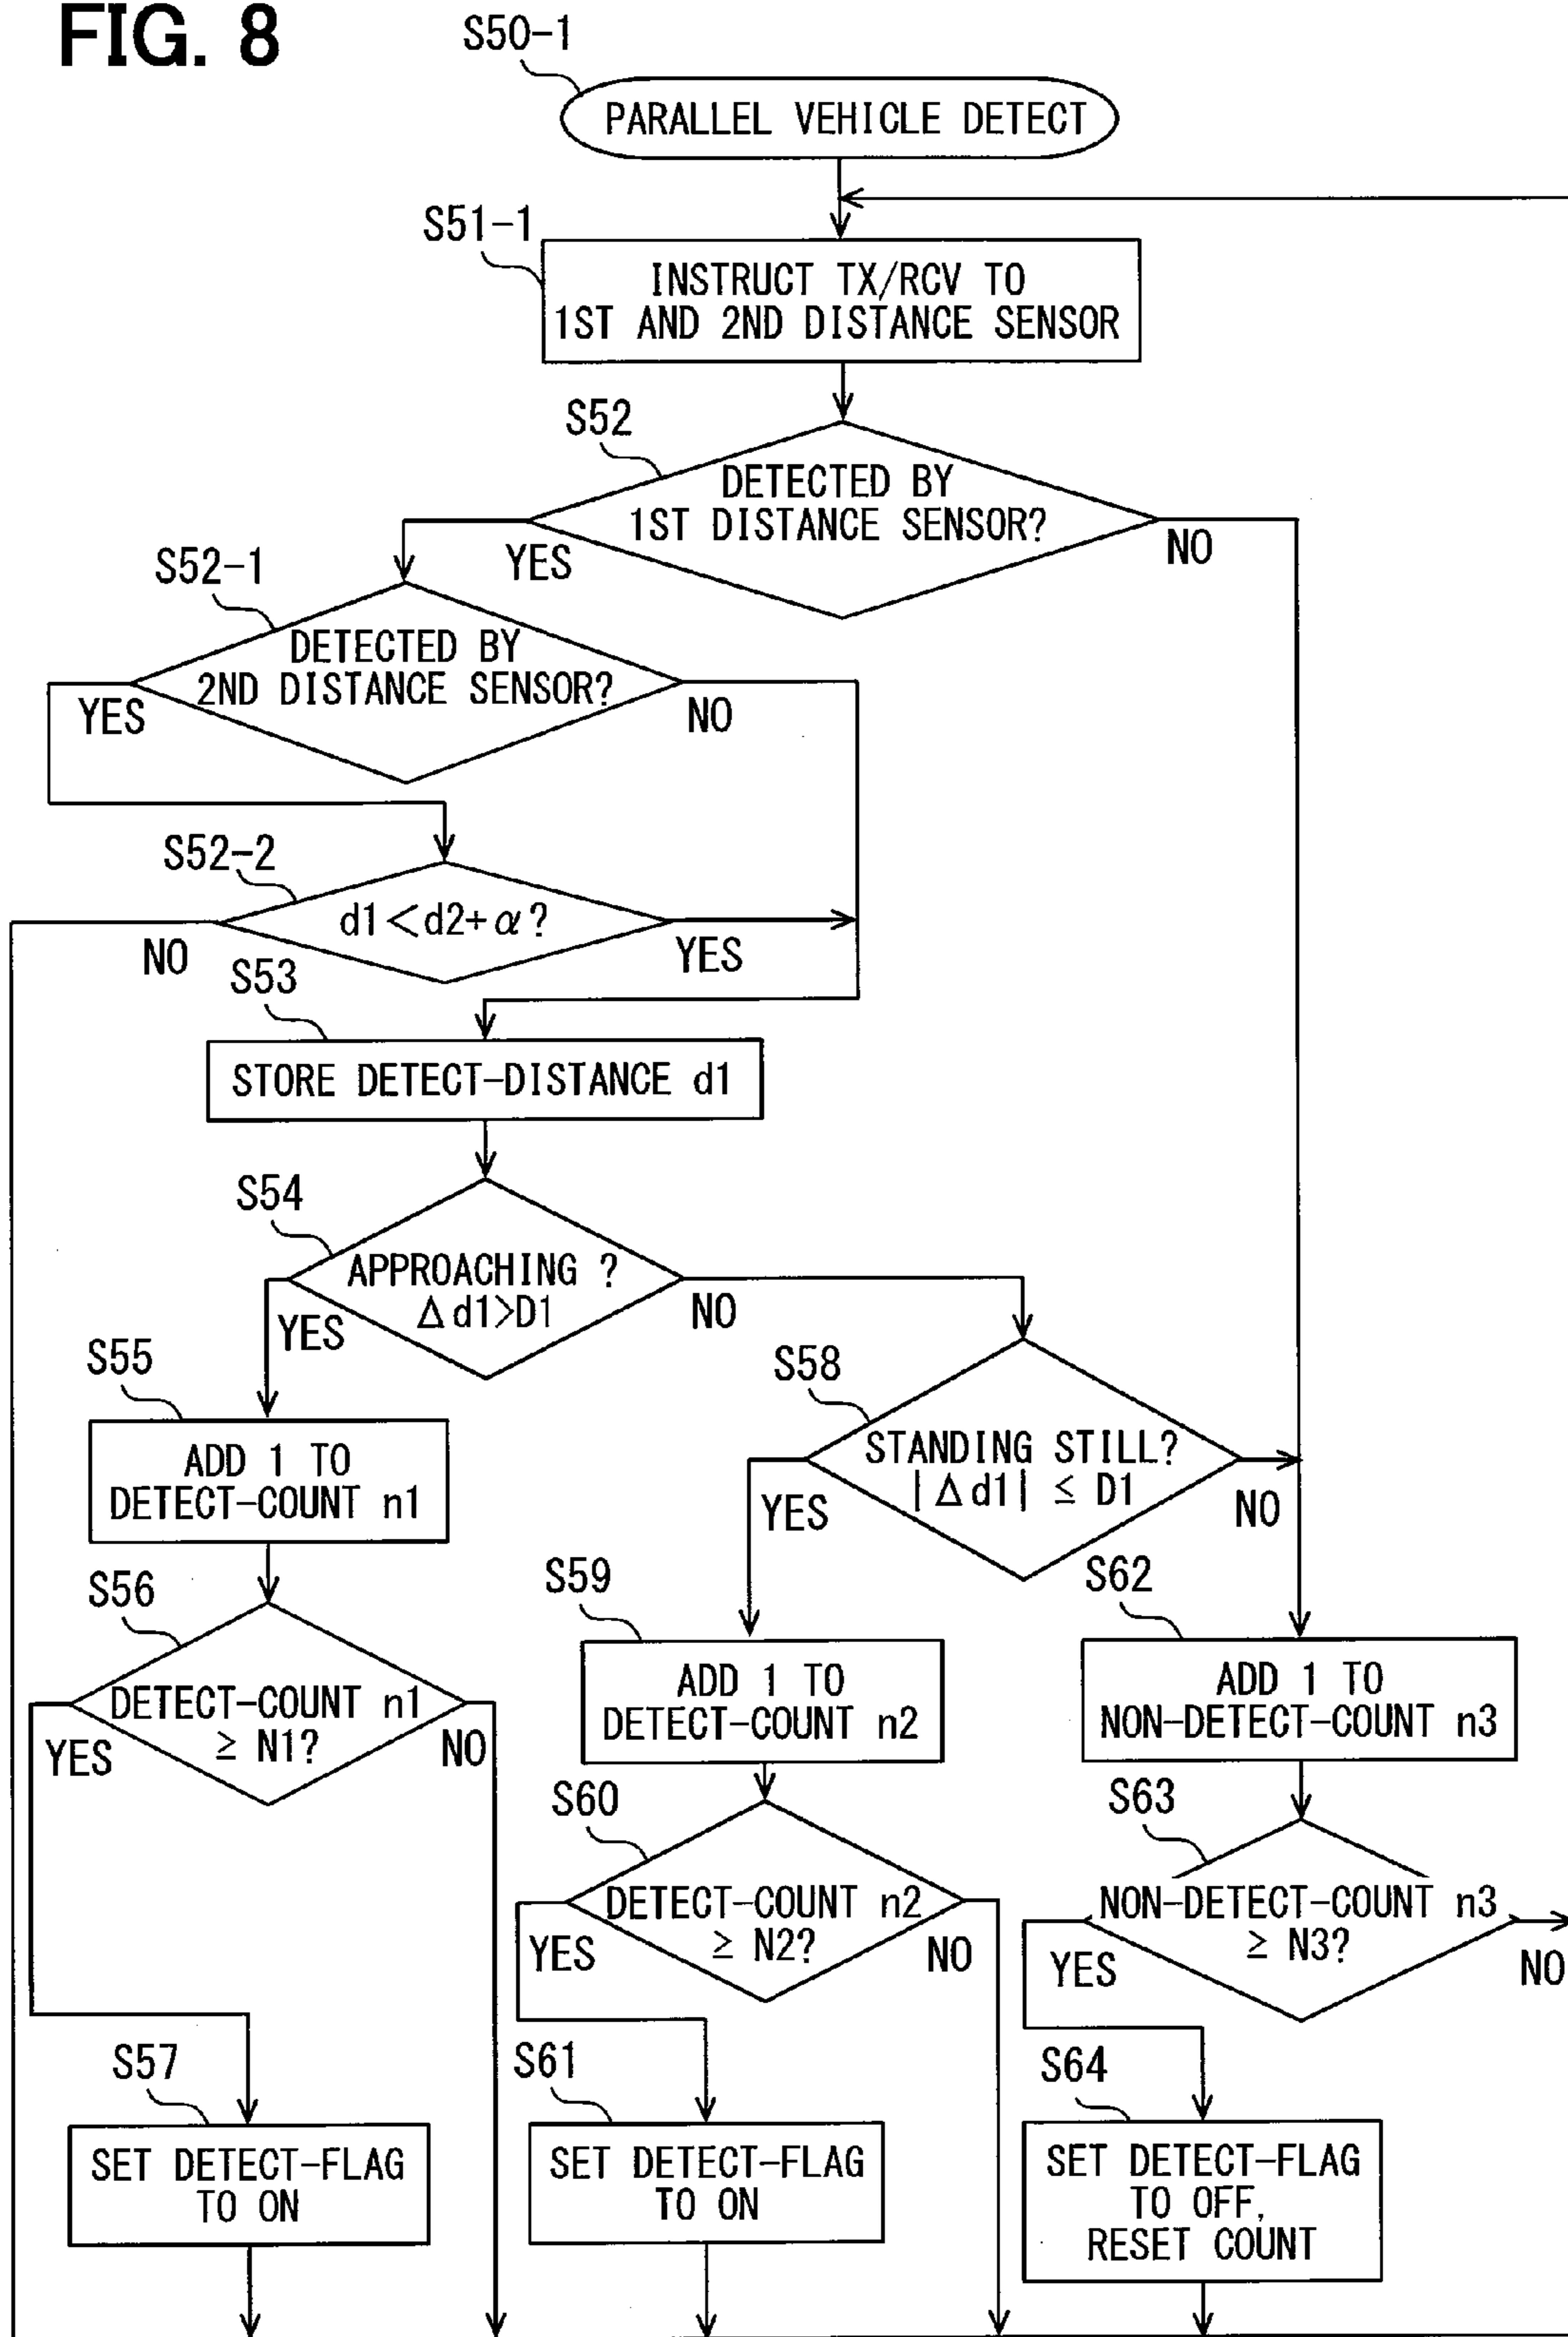 FIG. 8
S50-1
PARALLEL VEHICLE DETECT
S51-1
INSTRUCT TX/RCV TO
1ST AND 2ND DISTANCE SENSOR
S52
DETECTED BY
1ST DISTANCE SENSOR?
YES
NO
S52-1
DETECTED BY
2ND DISTANCE SENSOR?
YES
NO
S52-2
d1<d2+α?
NO
YES
S53
STORE DETECT-DISTANCE d1
S54
APPROACHING ?
Δd1>D1
YES
NO
S55
ADD 1 TO
DETECT-COUNT n1
S58
STANDING STILL?
|Δd1| ≤ D1
YES
NO
S56
DETECT-COUNT n1
≥ N1?
YES
NO
S59
ADD 1 TO
DETECT-COUNT n2
S62
ADD 1 TO
NON-DETECT-COUNT n3
S60
DETECT-COUNT n2
≥ N2?
YES
NO
S63
NON-DETECT-COUNT n3
≥ N3?
YES
NO
S57
SET DETECT-FLAG
TO ON
S61
SET DETECT-FLAG
TO ON
S64
SET DETECT-FLAG
TO OFF,
RESET COUNT